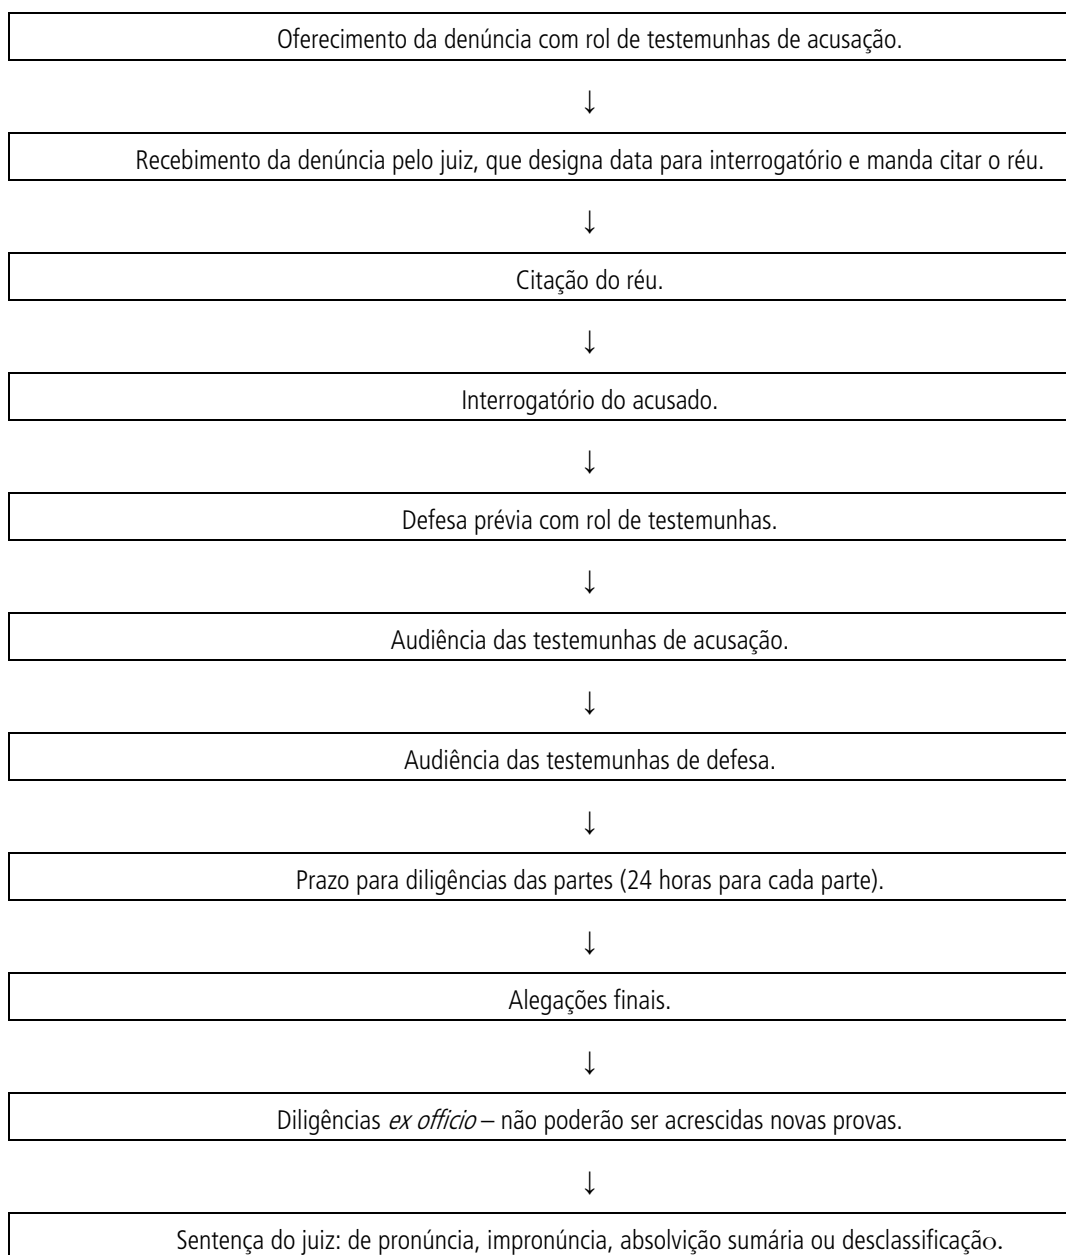 Oferecimento da denúncia com rol de testemunhas de acusação.
↓
Recebimento da denúncia pelo juiz, que designa data para interrogatório e manda citar o réu.
↓
Citação do réu.
↓
Interrogatório do acusado.
↓
Defesa prévia com rol de testemunhas.
↓
Audiência das testemunhas de acusação.
↓
Audiência das testemunhas de defesa.
↓
Prazo para diligências das partes (24 horas para cada parte).
↓
Alegações finais.
↓
Diligências ex officio – não poderão ser acrescidas novas provas.
↓
Sentença do juiz: de pronúncia, impronúncia, absolvição sumária ou desclassificação.